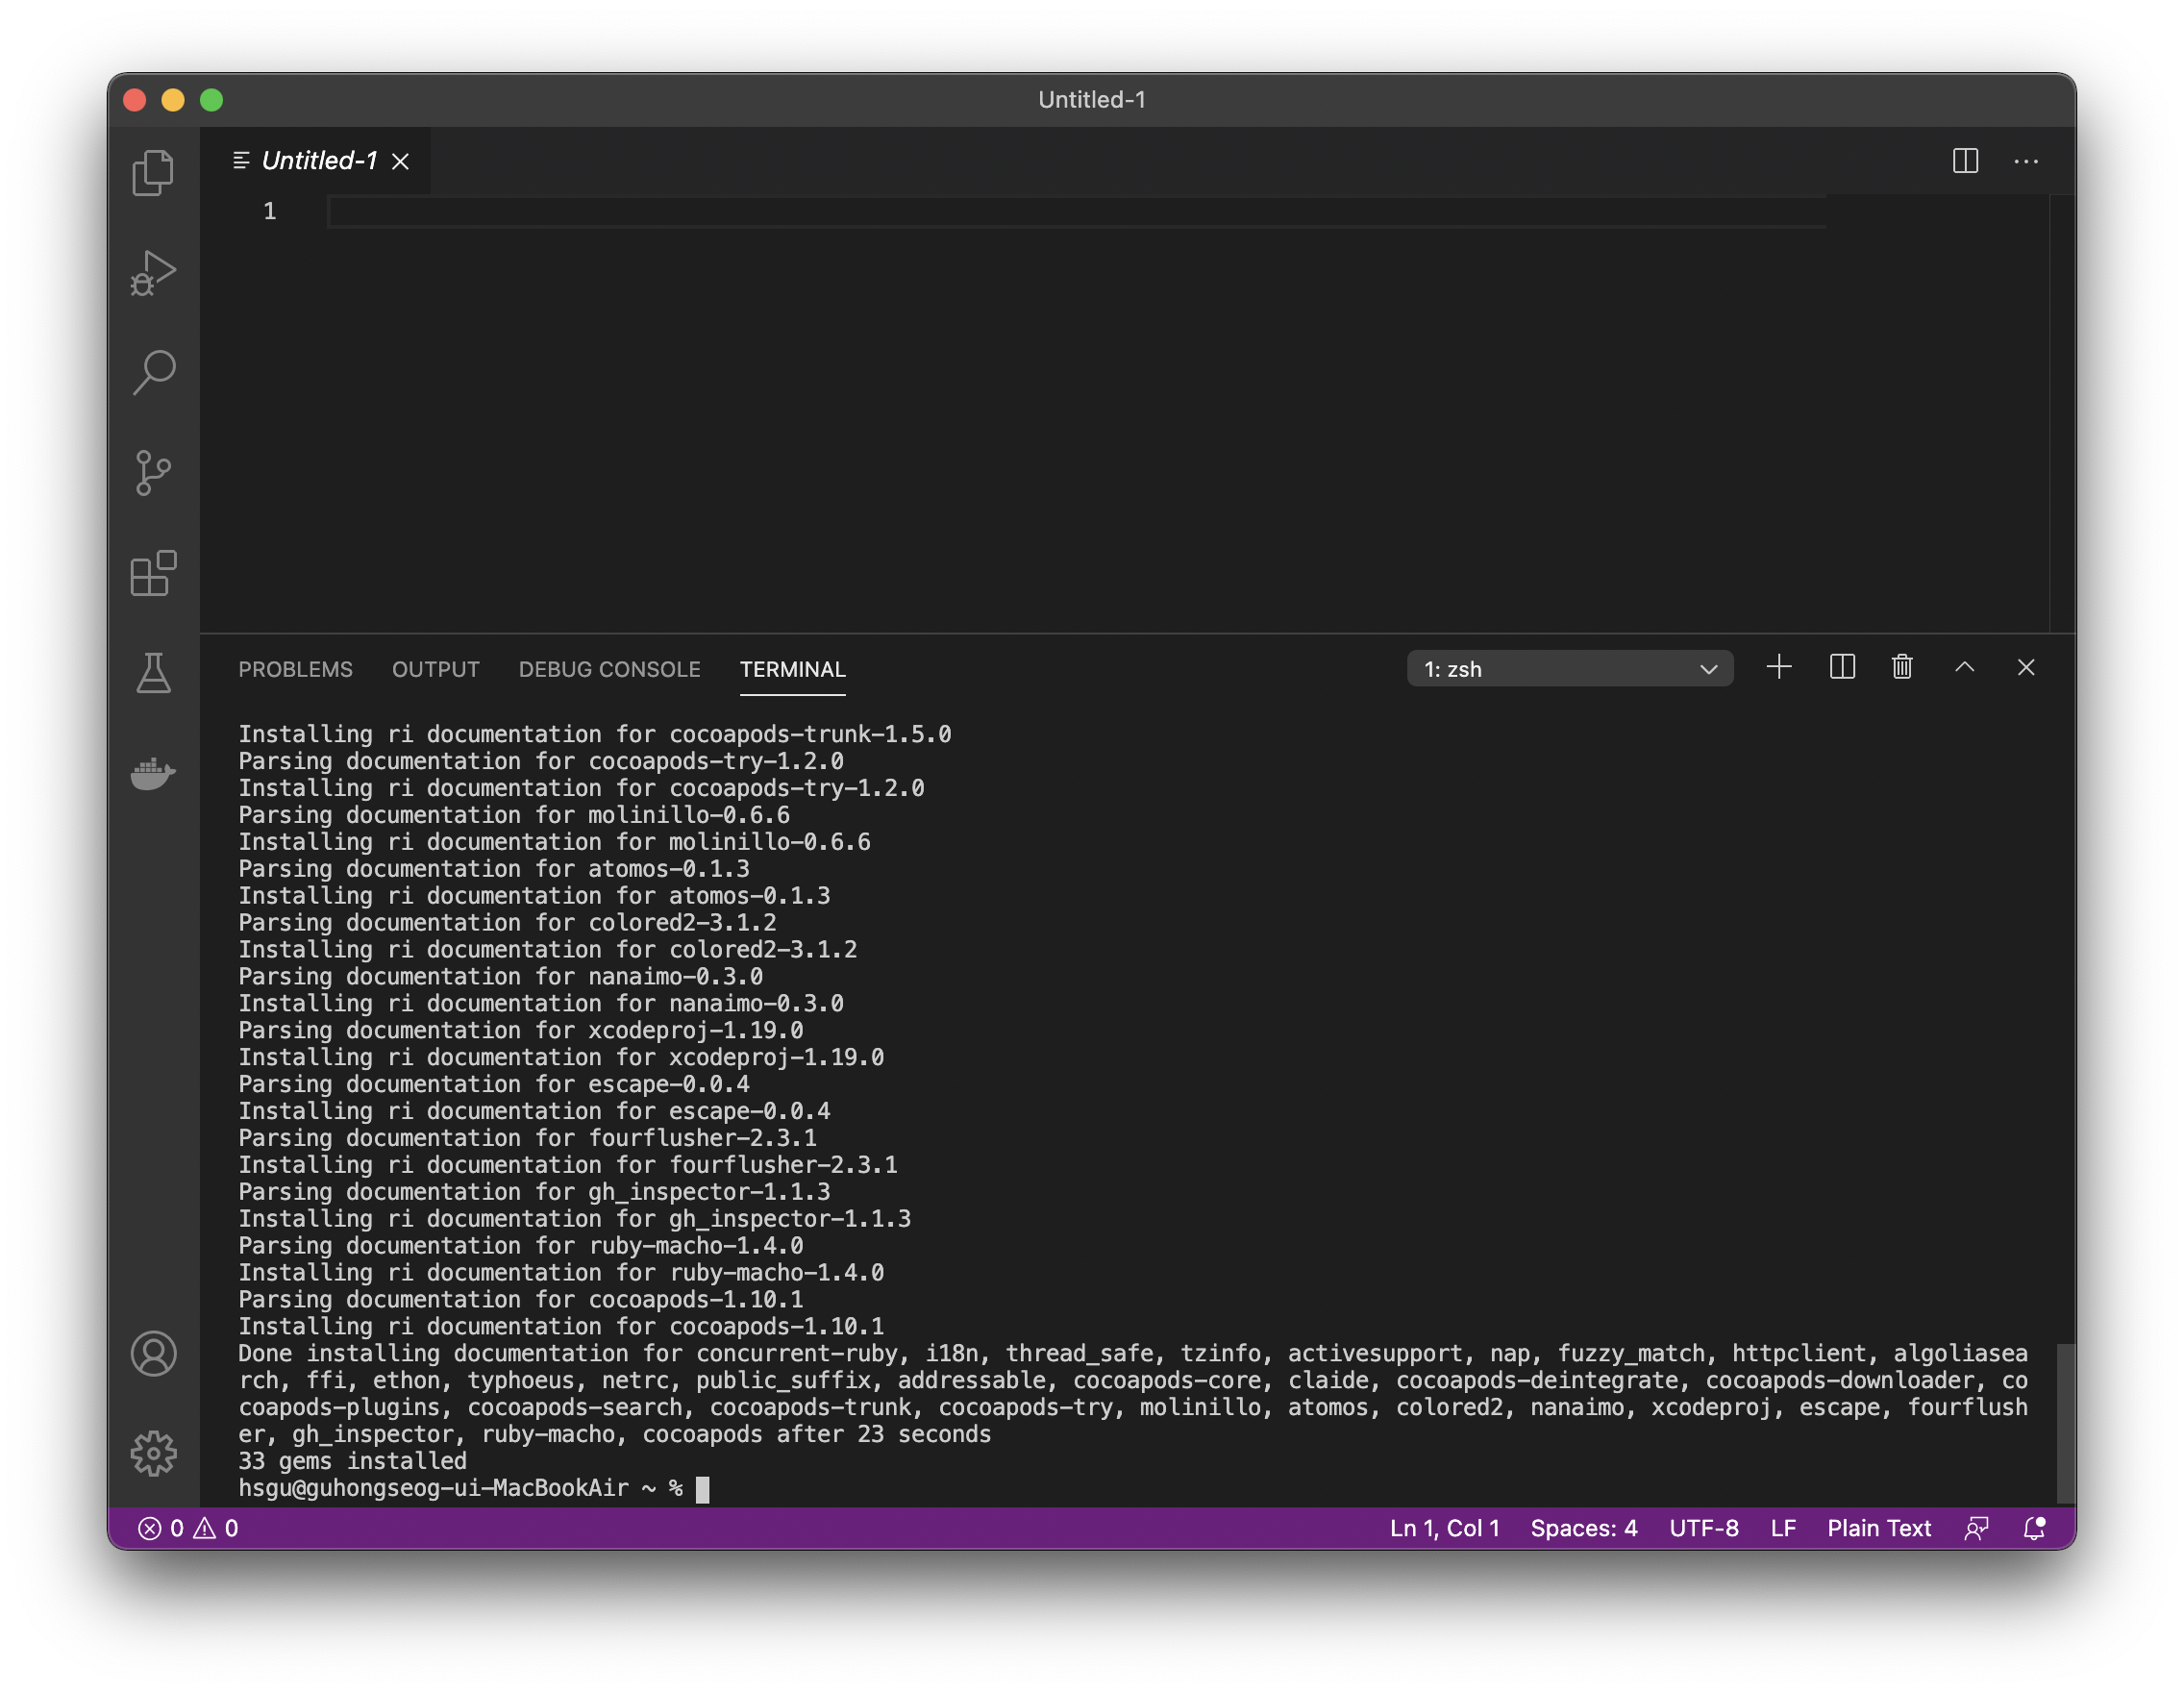 Untitled-1
Untitled-1
1
PROBLEMS OUTPUT DEBUG CONSOLE TERMINAL 1: zsh
Installing ri documentation for cocoapods-trunk-1.5.0
Parsing documentation for cocoapods-try-1.2.0
Installing ri documentation for cocoapods-try-1.2.0
Parsing documentation for molinillo-0.6.6
Installing ri documentation for molinillo-0.6.6
Parsing documentation for atomos-0.1.3
Installing ri documentation for atomos-0.1.3
Parsing documentation for colored2-3.1.2
Installing ri documentation for colored2-3.1.2
Parsing documentation for nanaimo-0.3.0
Installing ri documentation for nanaimo-0.3.0
Parsing documentation for xcodeproj-1.19.0
Installing ri documentation for xcodeproj-1.19.0
Parsing documentation for escape-0.0.4
Installing ri documentation for escape-0.0.4
Parsing documentation for fourflusher-2.3.1
Installing ri documentation for fourflusher-2.3.1
Parsing documentation for gh_inspector-1.1.3
Installing ri documentation for gh_inspector-1.1.3
Parsing documentation for ruby-macho-1.4.0
Installing ri documentation for ruby-macho-1.4.0
Parsing documentation for cocoapods-1.10.1
Installing ri documentation for cocoapods-1.10.1
Done installing documentation for concurrent-ruby, i18n, thread_safe, tzinfo, activesupport, nap, fuzzy_match, httpclient, algoliasea
rch, ffi, ethon, typhoeus, netrc, public_suffix, addressable, cocoapods-core, claide, cocoapods-deintegrate, cocoapods-downloader, co
coapods-plugins, cocoapods-search, cocoapods-trunk, cocoapods-try, molinillo, atomos, colored2, nanaimo, xcodeproj, escape, fourflush
er, gh_inspector, ruby-macho, cocoapods after 23 seconds
33 gems installed
hsgu@guhongseog-ui-MacBookAir ~ %
0 0 Ln 1, Col 1 Spaces: 4 UTF-8 LF Plain Text